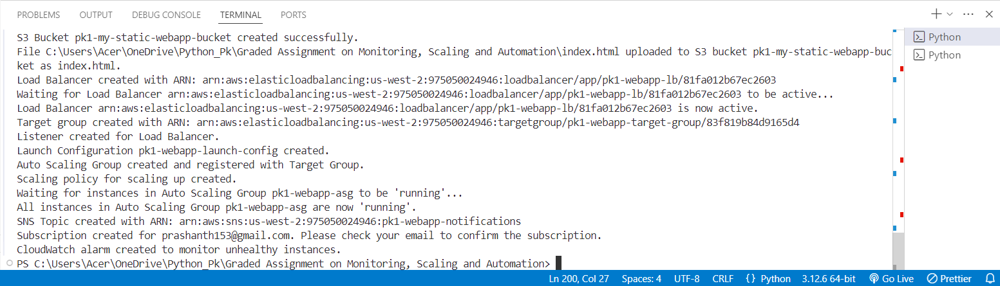 PROBLEMS OUTPUT DEBUG CONSOLE TERMINAL PORTS
S3 Bucket pk1-my-static-webapp-bucket created successfully.
File C:\Users\Acer\OneDrive\Python_Pk\Graded Assignment on Monitoring, Scaling and Automation\index.html uploaded to S3 bucket pk1-my-static-webapp-buc
ket as index.html.
Load Balancer created with ARN: arn:aws:elasticloadbalancing:us-west-2:975050024946:loadbalancer/app/pk1-webapp-lb/81fa012b67ec2603
Waiting for Load Balancer arn:aws:elasticloadbalancing:us-west-2:975050024946:loadbalancer/app/pk1-webapp-lb/81fa012b67ec2603 to be active...
Load Balancer arn:aws:elasticloadbalancing:us-west-2:975050024946:loadbalancer/app/pk1-webapp-lb/81fa012b67ec2603 is now active.
Target group created with ARN: arn:aws:elasticloadbalancing:us-west-2:975050024946:targetgroup/pk1-webapp-target-group/83f819b84d9165d4
Listener created for Load Balancer.
Launch Configuration pk1-webapp-launch-config created.
Auto Scaling Group created and registered with Target Group.
Scaling policy for scaling up created.
Waiting for instances in Auto Scaling Group pk1-webapp-asg to be 'running'...
All instances in Auto Scaling Group pk1-webapp-asg are now 'running'.
SNS Topic created with ARN: arn:aws:sns:us-west-2:975050024946:pk1-webapp-notifications
Subscription created for prashanth153@gmail.com. Please check your email to confirm the subscription.
CloudWatch alarm created to monitor unhealthy instances.
PS C:\Users\Acer\OneDrive\Python_Pk\Graded Assignment on Monitoring, Scaling and Automation>
Python
Python
Ln 200, Col 27 Spaces: 4 UTF-8 CRLF {} Python 3.12.6 64-bit Go Live Prettier